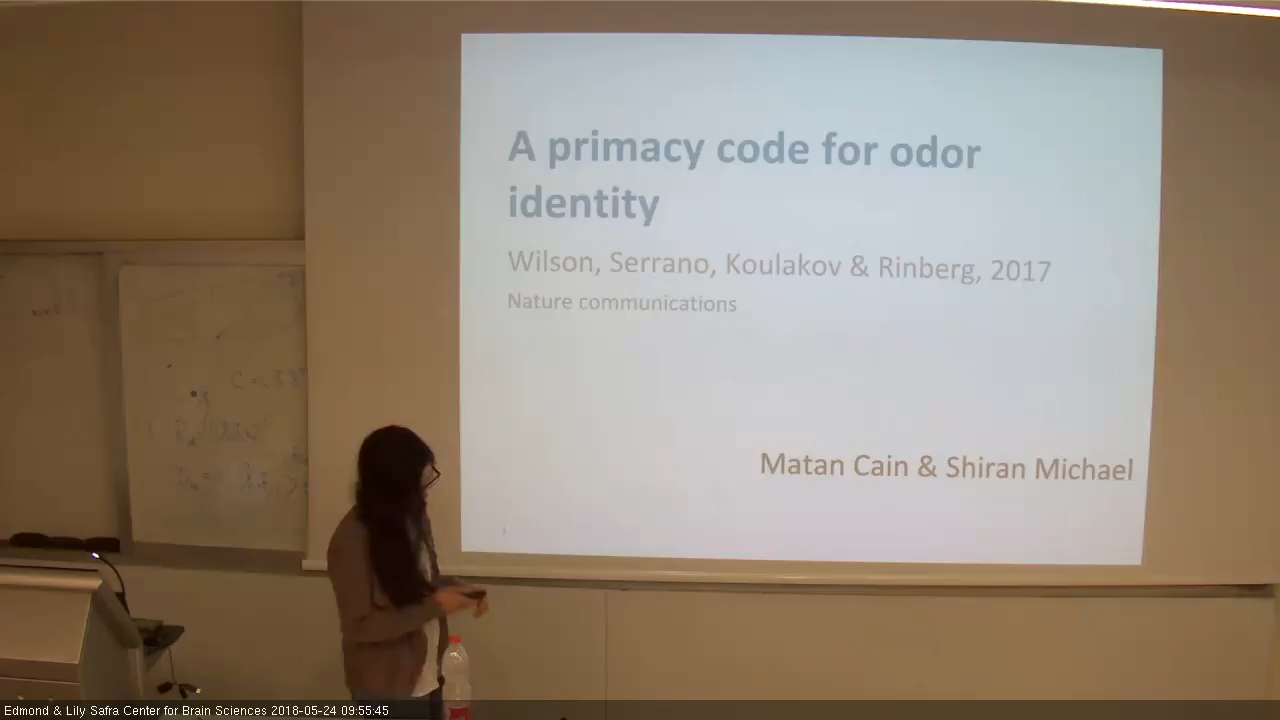 A primacy code for odor
identity
Wilson, Serrano, Koulakov & Rinberg, 2017
Nature communications
Matan Cain & Shiran Michael
Edmond & Lily Safra Center for Brain Sciences 2018-05-24 09:55:45